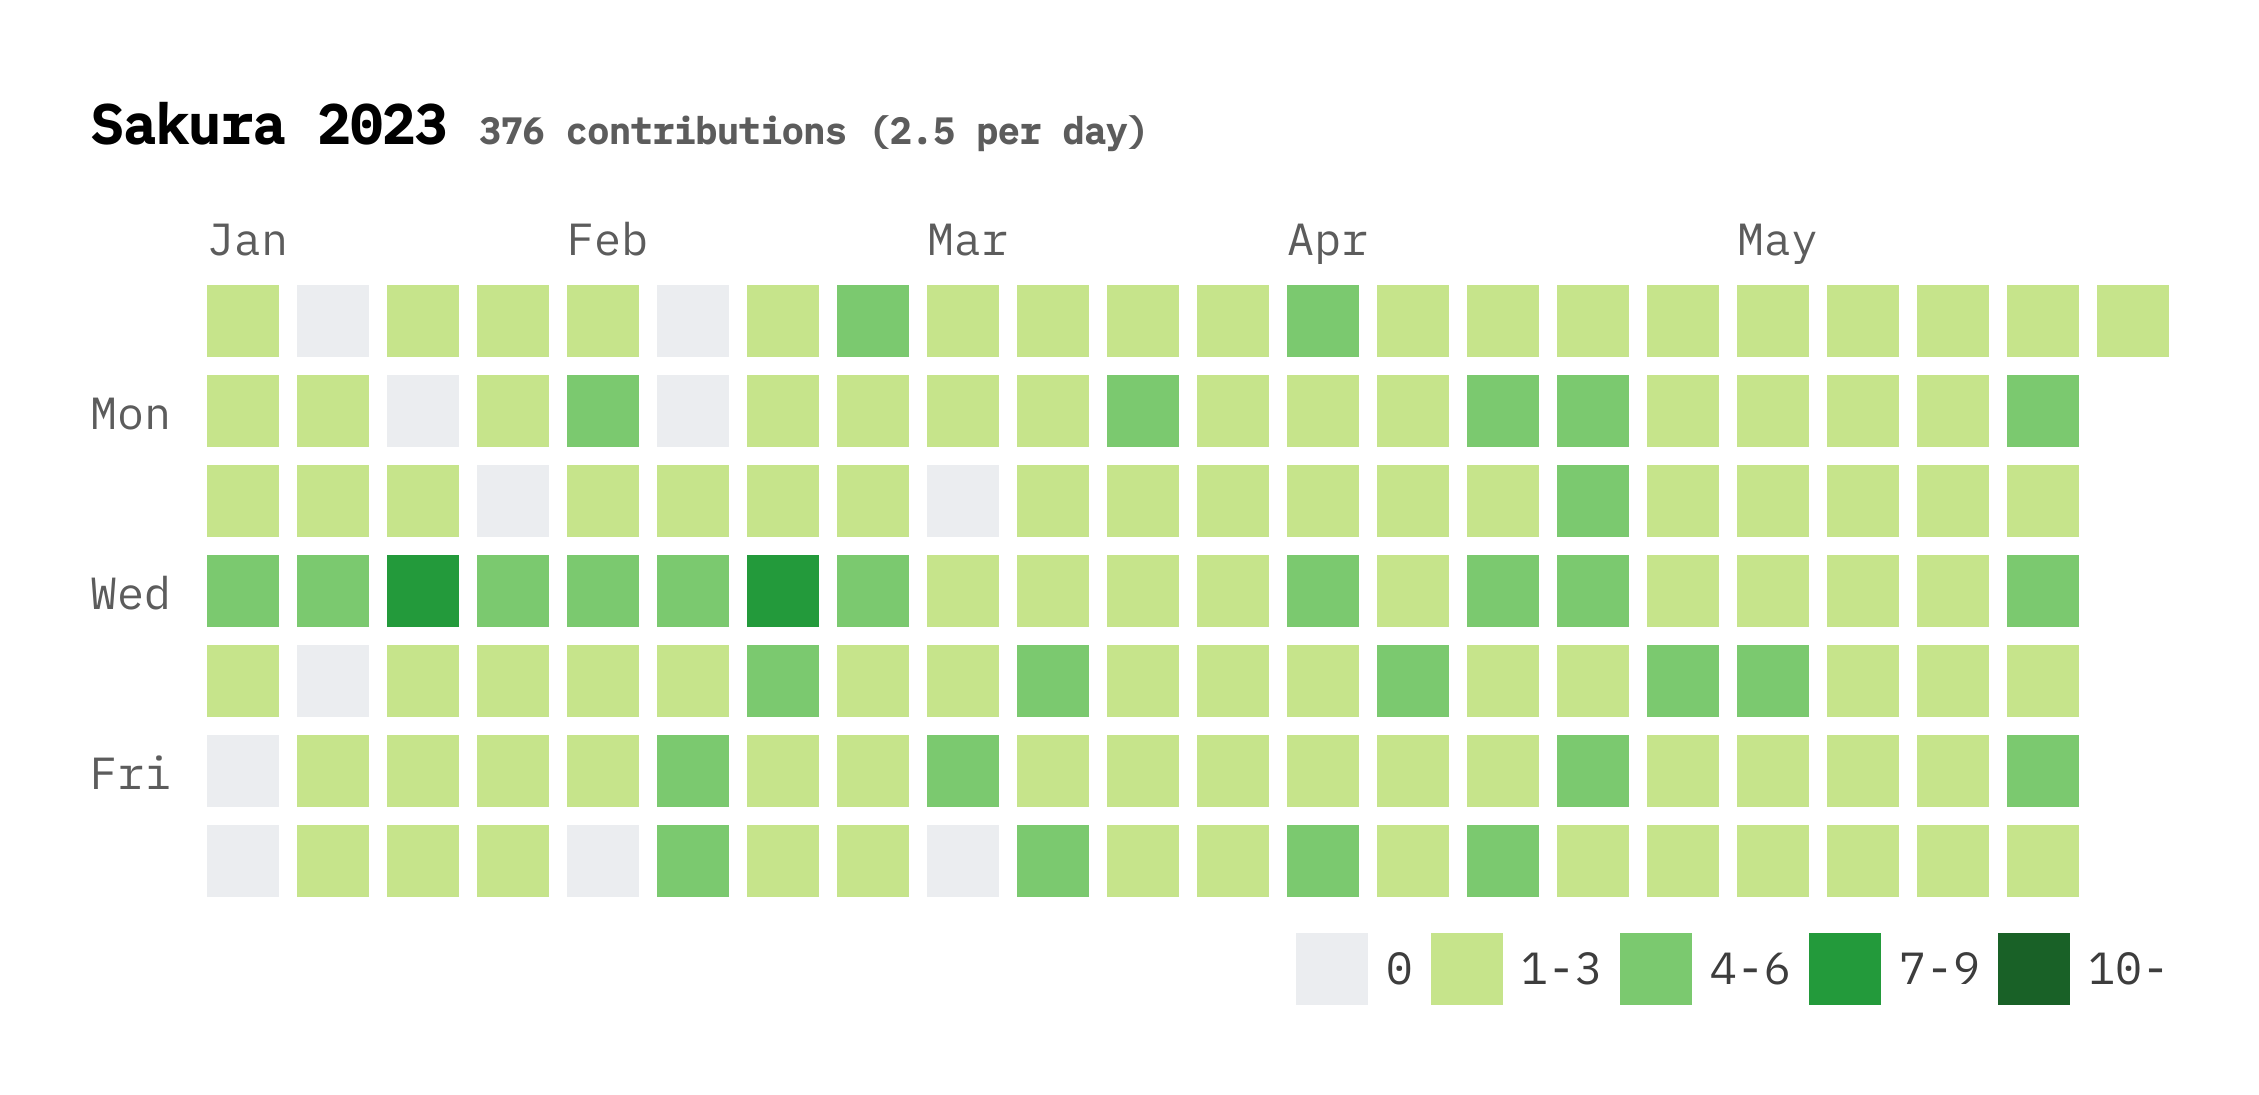 Sakura 2023 376 contributions (2.5 per day)
Jan Feb Mar Apr May
Mon
Wed
Fri
0 1-3 4-6 7-9 10-